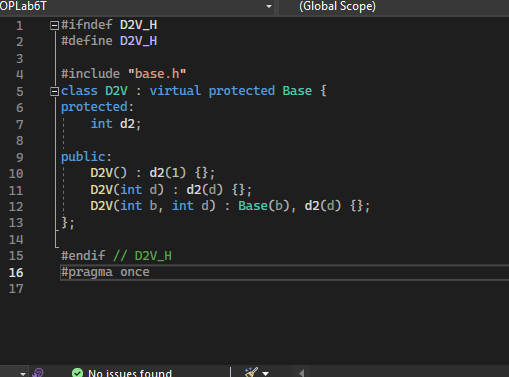 OPLab6T (Global Scope)
1 #ifndef D2V_H
2 #define D2V_H
3
4 #include "base.h"
5 class D2V : virtual protected Base {
6 protected:
7 int d2;
8
9 public:
10 D2V() : d2(1) {};
11 D2V(int d) : d2(d) {};
12 D2V(int b, int d) : Base(b), d2(d) {};
13 };
14
15 #endif // D2V_H
16 #pragma once
17
No issues found